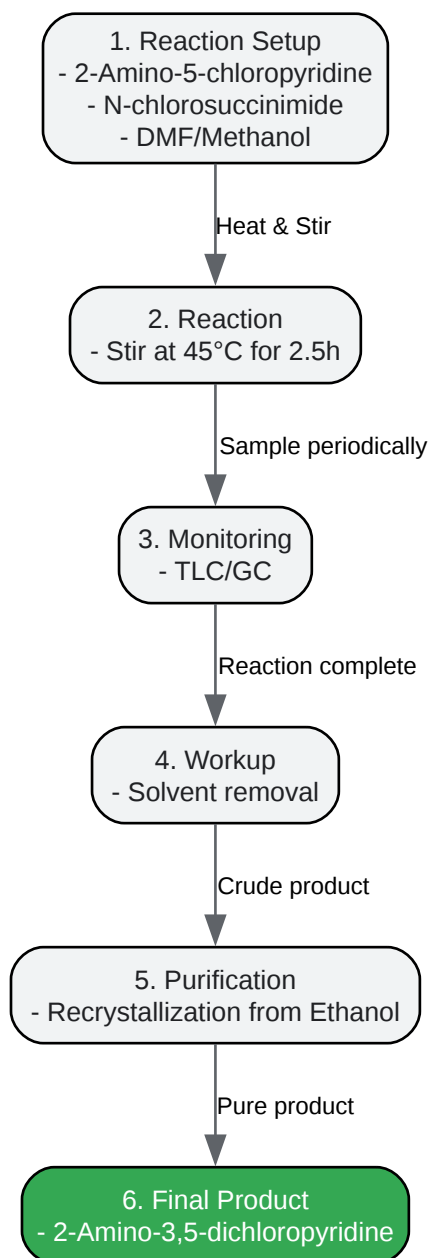 1. Reaction Setup
- 2-Amino-5-chloropyridine
- N-chlorosuccinimide
- DMF/Methanol
Heat & Stir
2. Reaction
- Stir at 45°C for 2.5h
Sample periodically
3. Monitoring
- TLC/GC
Reaction complete
4. Workup
- Solvent removal
Crude product
5. Purification
- Recrystallization from Ethanol
Pure product
6. Final Product
- 2-Amino-3,5-dichloropyridine